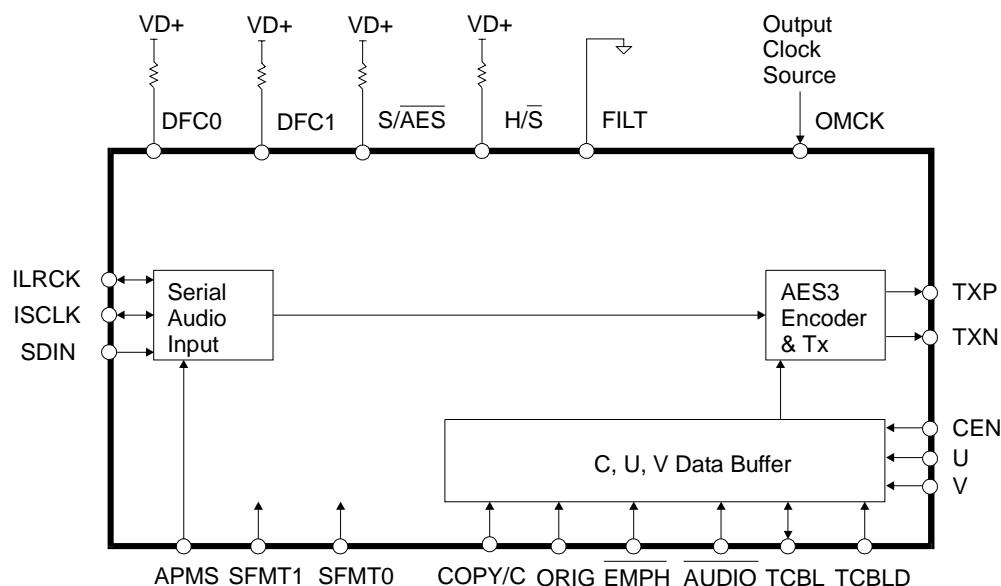 VD+ VD+ VD+ VD+ Output
Clock
Source
DFC0 DFC1 S/AES H/S FILT OMCK
ILRCK
ISCLK
SDIN
Serial
Audio
Input
AES3
Encoder
& Tx
TXP
TXN
C, U, V Data Buffer
CEN
U
V
APMS SFMT1 SFMT0 COPY/C ORIG EMPH AUDIO TCBL TCBLD